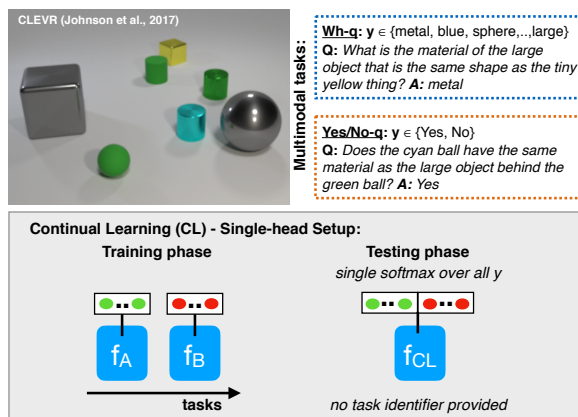 CLEVR (Johnson et al., 2017)
Multimodal tasks:
Wh-q: y ∈ {metal, blue, sphere,..,large}
Q: What is the material of the large
object that is the same shape as the tiny
yellow thing? A: metal
Yes/No-q: y ∈ {Yes, No}
Q: Does the cyan ball have the same
material as the large object behind the
green ball? A: Yes
Continual Learning (CL) - Single-head Setup:
Training phase
Testing phase
single softmax over all y
fA
fB
fCL
tasks
no task identifier provided